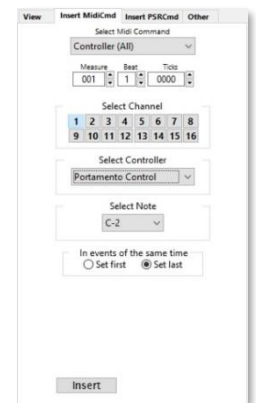 View Insert MidiCmd Insert PSRCmd Other
Select Midi Command
Controller (All)
Measure Beat Ticks
001 1 0000
Select Channel
1 2 3 4 5 6 7 8
9 10 11 12 13 14 15 16
Select Controller
Portamento Control
Select Note
C-2
In events of the same time
Set first Set last
Insert